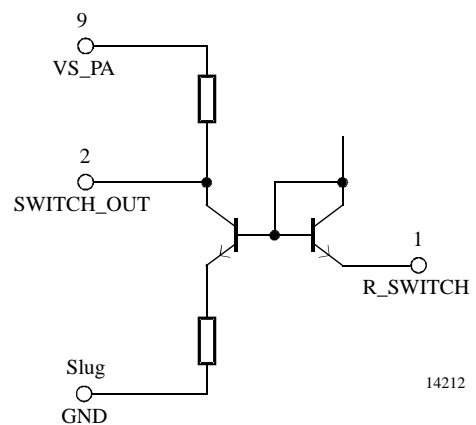 9
VS_PA
2
SWITCH_OUT
1
R_SWITCH
Slug
GND
14212